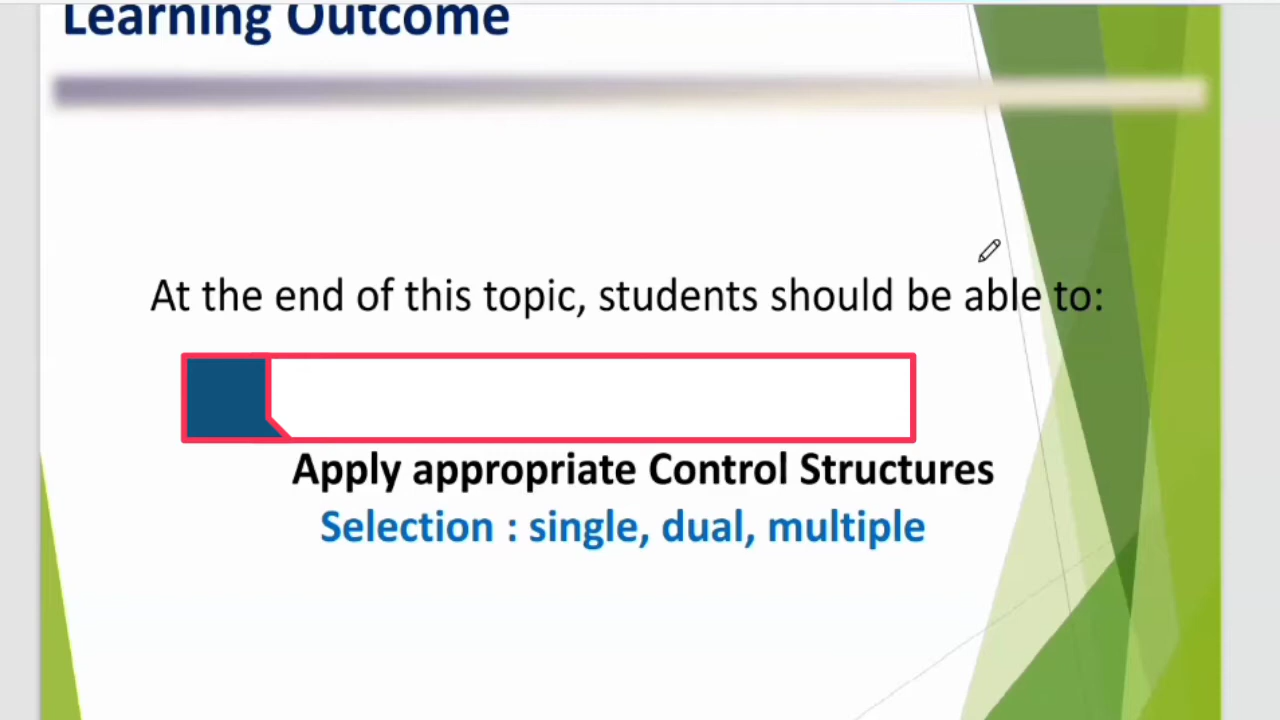 Learning Outcome
At the end of this topic, students should be able to:
Apply appropriate Control Structures
Selection : single, dual, multiple